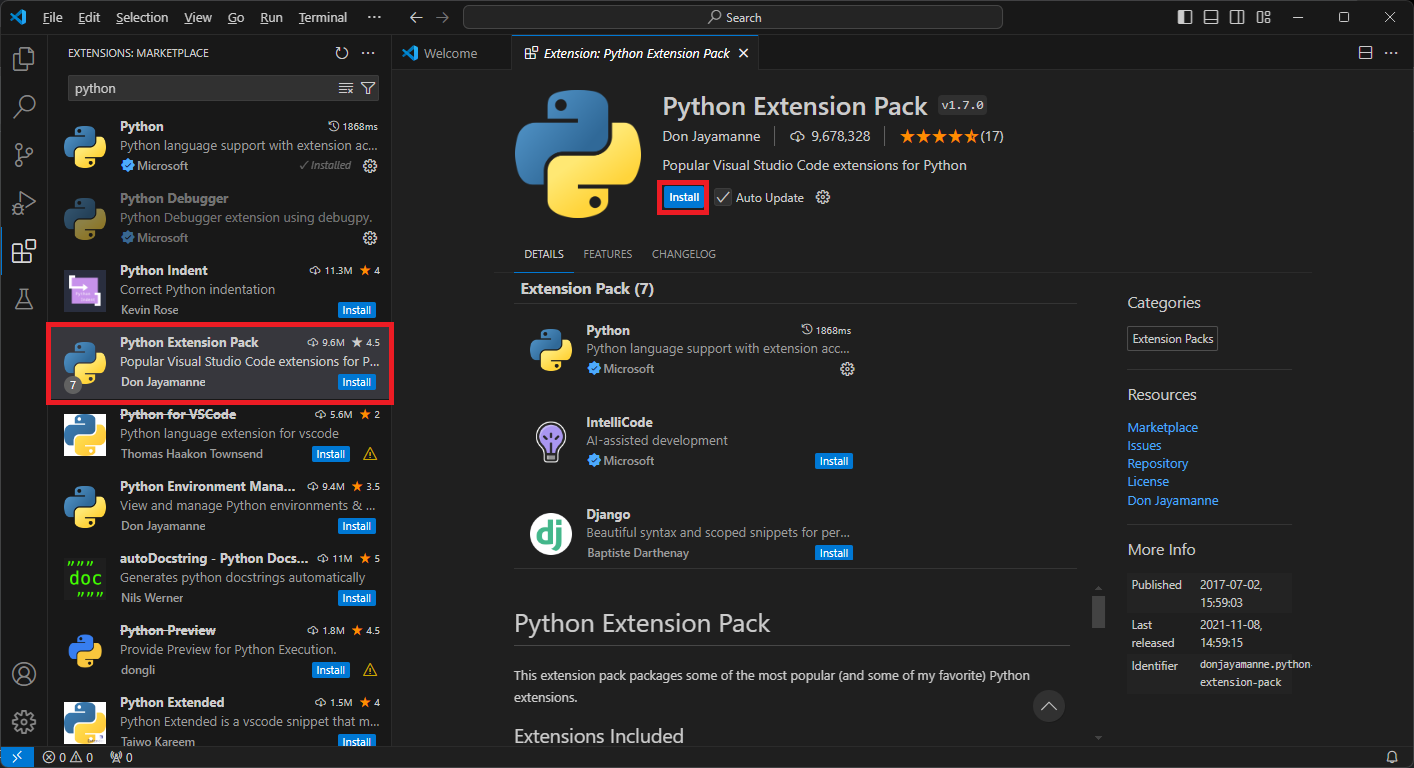 File Edit Selection View Go Run Terminal ···
Search
EXTENSIONS: MARKETPLACE
python
Python 1868ms
Python language support with extension acc...
Microsoft ✓ Installed
Python Debugger
Python Debugger extension using debugpy.
Microsoft
Python Indent 11.3M ★ 4
Correct Python indentation
Kevin Rose Install
Python Extension Pack 9.6M ★ 4.5
Popular Visual Studio Code extensions for P...
7
Don Jayamanne Install
Python for VSCode 5.6M ★ 2
Python language extension for vscode
Thomas Haakon Townsend Install
Python Environment Mana... 9.4M ★ 3.5
View and manage Python environments & ...
Don Jayamanne Install
autoDocstring - Python Docs... 11M ★ 5
"""
doc
"""
Generates python docstrings automatically
Nils Werner Install
Python Preview 1.8M ★ 4.5
Provide Preview for Python Execution.
dongli Install
Python Extended 1.5M ★ 4
Python Extended is a vscode snippet that m...
Taiwo Kareem Install
Welcome
Extension: Python Extension Pack
Python Extension Pack v1.7.0
Don Jayamanne 9,678,328 ★★★★★(17)
Popular Visual Studio Code extensions for Python
Install Auto Update
DETAILS FEATURES CHANGELOG
Extension Pack (7)
Python 1868ms
Python language support with extension acc...
Microsoft
IntelliCode
AI-assisted development
Microsoft Install
dj
Django
Beautiful syntax and scoped snippets for per...
Baptiste Darthenay Install
Python Extension Pack
This extension pack packages some of the most popular (and some of my favorite) Python
extensions.
Extensions Included
Categories
Extension Packs
Resources
Marketplace
Issues
Repository
License
Don Jayamanne
More Info
Published 2017-07-02,
15:59:03
Last 2021-11-08,
released 14:59:15
Identifier donjayamanne.python-
extension-pack
0 0 0